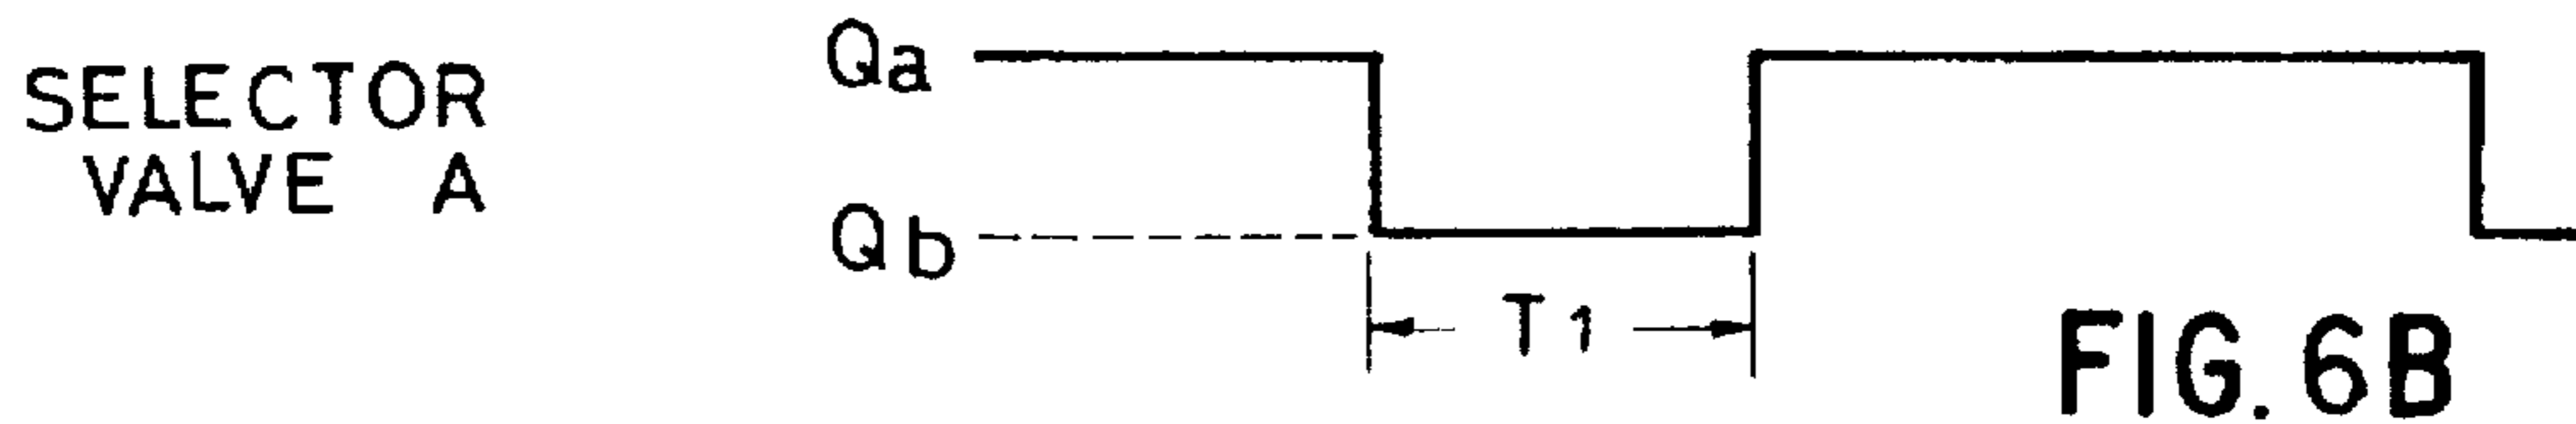 SELECTOR
VALVE A
Qa
Qb
T1
FIG. 6B